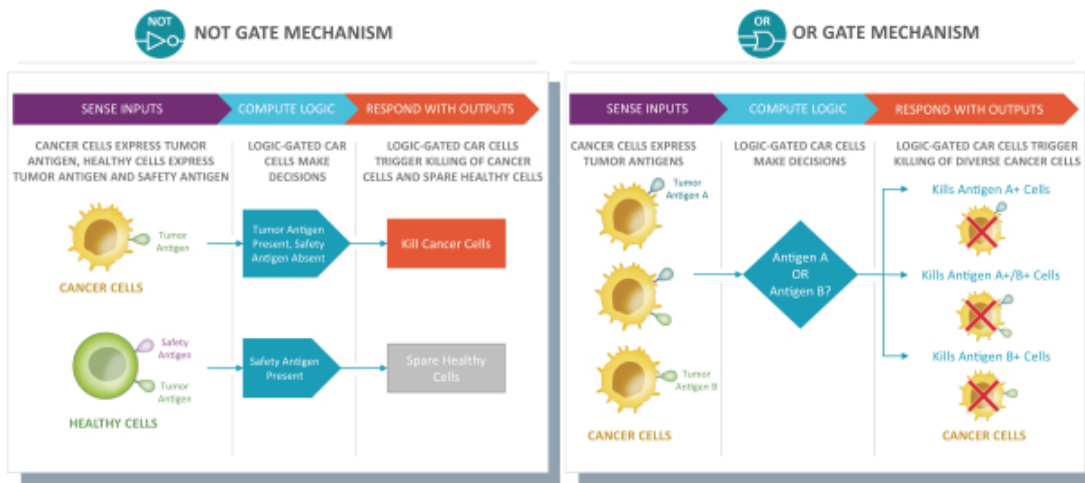 NOT
NOT GATE MECHANISM
SENSE INPUTS
COMPUTE LOGIC
RESPOND WITH OUTPUTS
CANCER CELLS EXPRESS TUMOR
ANTIGEN, HEALTHY CELLS EXPRESS
TUMOR ANTIGEN AND SAFETY ANTIGEN
LOGIC-GATED CAR
CELLS MAKE
DECISIONS
LOGIC-GATED CAR CELLS
TRIGGER KILLING OF CANCER
CELLS AND SPARE HEALTHY CELLS
Tumor
Antigen
CANCER CELLS
Tumor Antigen
Present, Safety
Antigen Absent
Kill Cancer Cells
Safety
Antigen
Tumor
Antigen
HEALTHY CELLS
Safety Antigen
Present
Spare Healthy
Cells
OR
OR GATE MECHANISM
SENSE INPUTS
COMPUTE LOGIC
RESPOND WITH OUTPUTS
CANCER CELLS EXPRESS
TUMOR ANTIGENS
LOGIC-GATED CAR CELLS
MAKE DECISIONS
LOGIC-GATED CAR CELLS TRIGGER
KILLING OF DIVERSE CANCER CELLS
Tumor
Antigen A
Tumor
Antigen B
CANCER CELLS
Antigen A
OR
Antigen B?
Kills Antigen A+ Cells
Kills Antigen A+/B+ Cells
Kills Antigen B+ Cells
CANCER CELLS